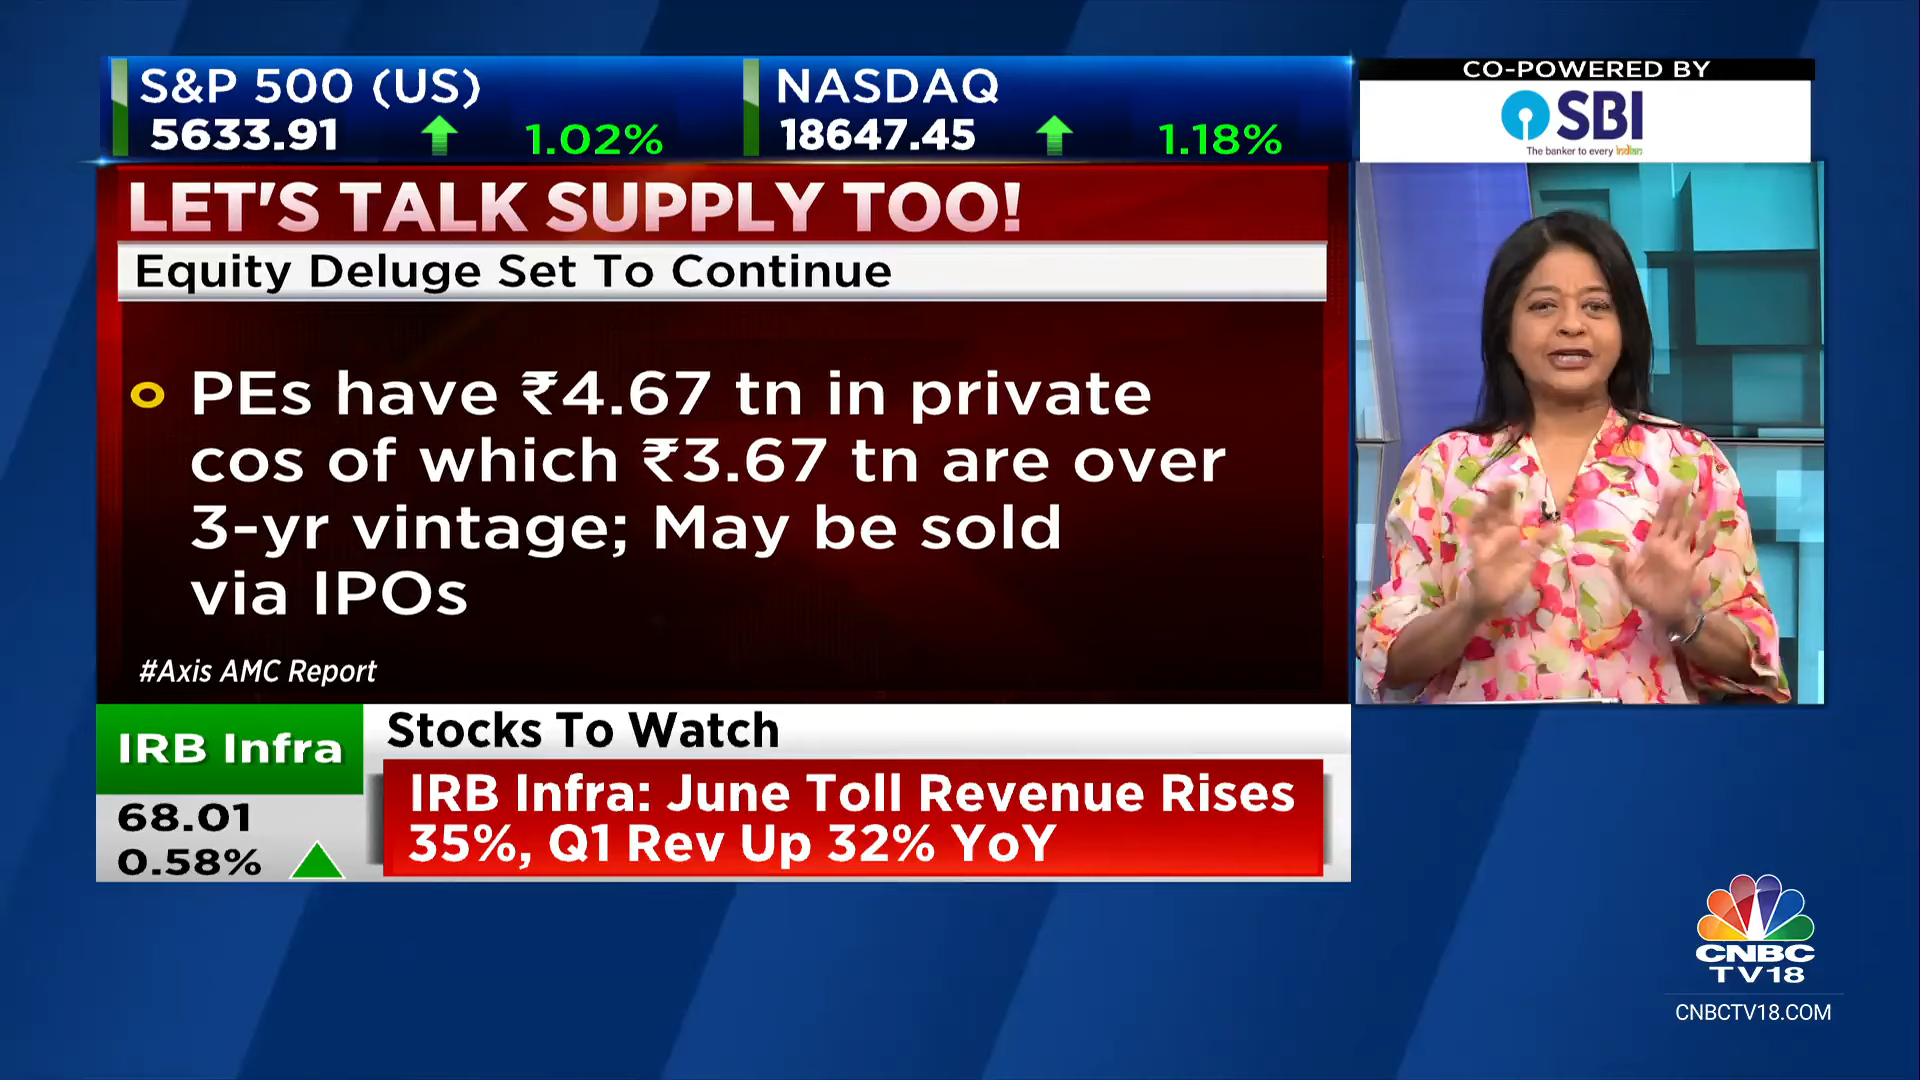 S&P 500 (US)
5633.91 1.02%
NASDAQ
18647.45 1.18%
CO-POWERED BY
SBI
The banker to every indian
LET'S TALK SUPPLY TOO!
Equity Deluge Set To Continue
PEs have ₹4.67 tn in private
cos of which ₹3.67 tn are over
3-yr vintage; May be sold
via IPOs
#Axis AMC Report
IRB Infra
68.01
0.58%
Stocks To Watch
IRB Infra: June Toll Revenue Rises
35%, Q1 Rev Up 32% YoY
CNBC
TV18
CNBCTV18.COM